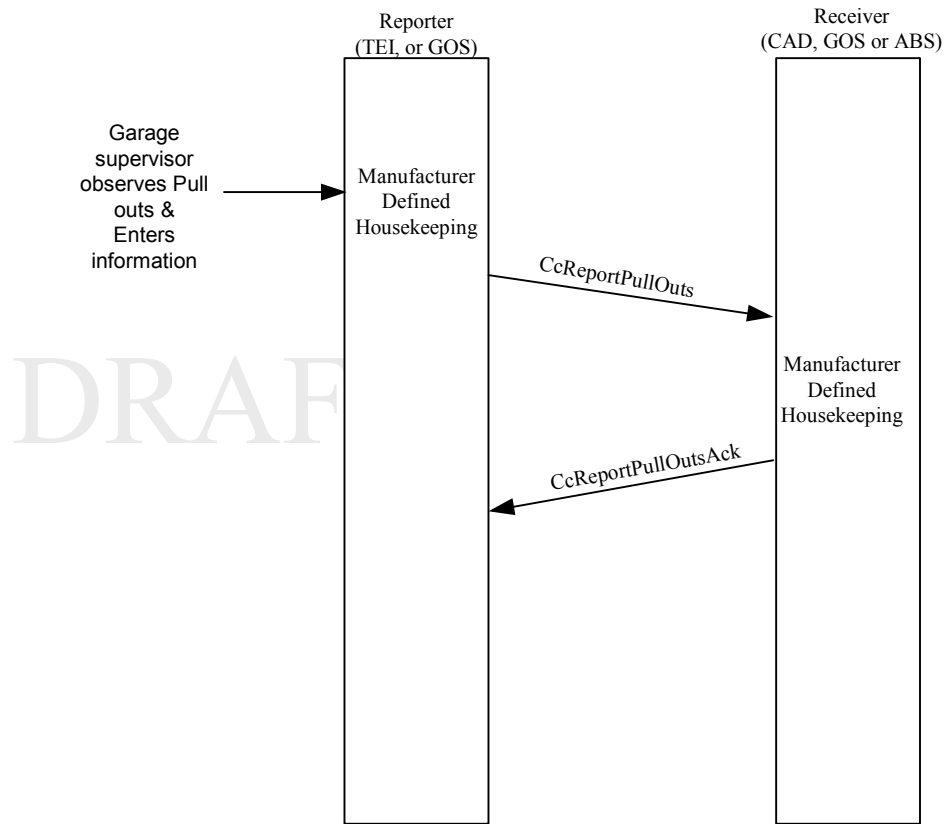 Reporter
(TEI, or GOS)
Receiver
(CAD, GOS or ABS)
Garage
supervisor
observes Pull
outs &
Enters
information
Manufacturer
Defined
Housekeeping
CcReportPullOuts
Manufacturer
Defined
Housekeeping
CcReportPullOutsAck
DRAF